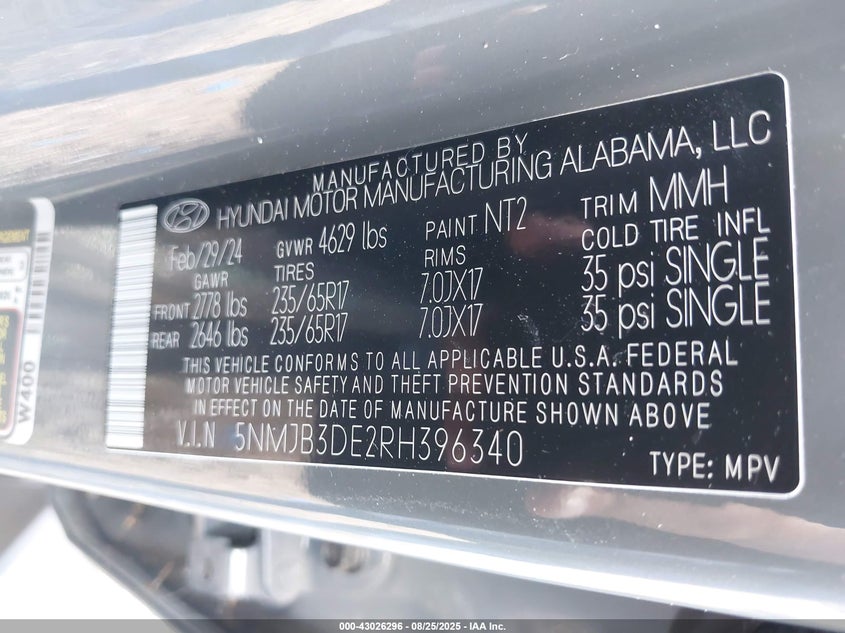 MANUFACTURED BY
HYUNDAI MOTOR MANUFACTURING ALABAMA, LLC
Feb/29/24 GVWR 4629 lbs PAINT NT2 TRIM MMH
GAWR TIRES RIMS COLD TIRE INFL
FRONT 2778 lbs 235/65R17 7.0JX17 35 psi SINGLE
REAR 2646 lbs 235/65R17 7.0JX17 35 psi SINGLE
THIS VEHICLE CONFORMS TO ALL APPLICABLE U.S.A. FEDERAL
MOTOR VEHICLE SAFETY AND THEFT PREVENTION STANDARDS
IN EFFECT ON THE DATE OF MANUFACTURE SHOWN ABOVE
V.I.N 5NMJB3DE2RH396340
TYPE: MPV
W400
000-43026296 - 08/25/2025 - IAA Inc.